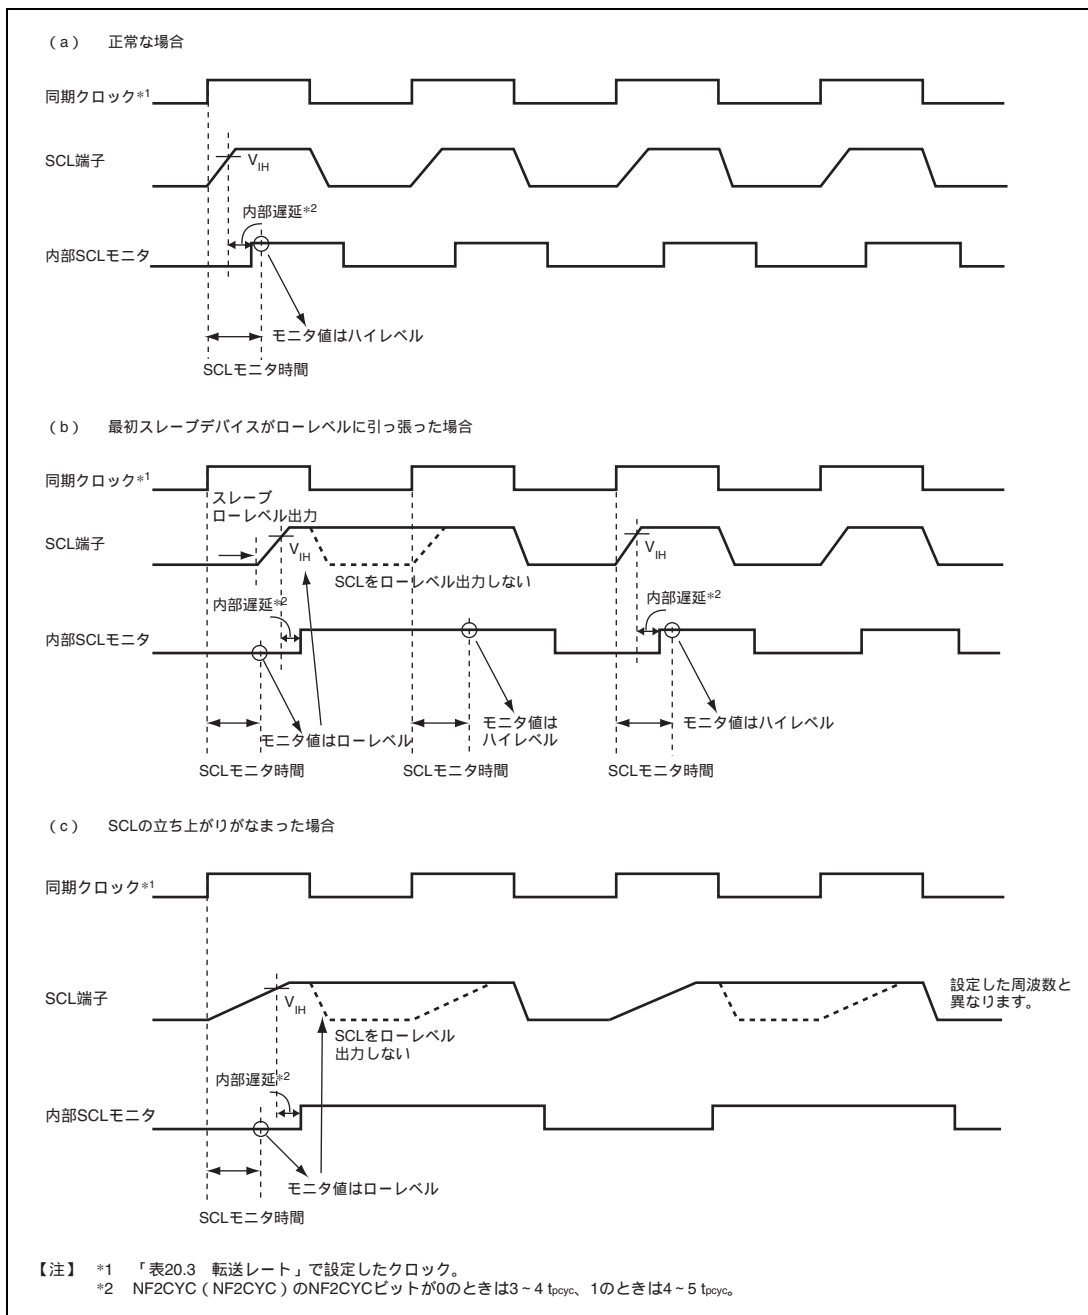 (a) 正常な場合
同期クロック*1
SCL端子
VIH
内部遅延*2
内部SCLモニタ
モニタ値はハイレベル
SCLモニタ時間
(b) 最初スレーブデバイスがローレベルに引っ張った場合
同期クロック*1
スレーブ
ローレベル出力
SCL端子
VIH
VIH
SCLをローレベル出力しない
内部遅延*2
内部遅延*2
内部SCLモニタ
モニタ値はローレベル
モニタ値は
ハイレベル
モニタ値はハイレベル
SCLモニタ時間
SCLモニタ時間
SCLモニタ時間
(c) SCLの立ち上がりがなまった場合
同期クロック*1
SCL端子
VIH
設定した周波数と
異なります。
SCLをローレベル
出力しない
内部遅延*2
内部SCLモニタ
モニタ値はローレベル
SCLモニタ時間
【注】 *1 「表20.3 転送レート」で設定したクロック。
*2 NF2CYC(NF2CYC)のNF2CYCビットが0のときは3~4 tpcyc、1のときは4~5 tpcyc。